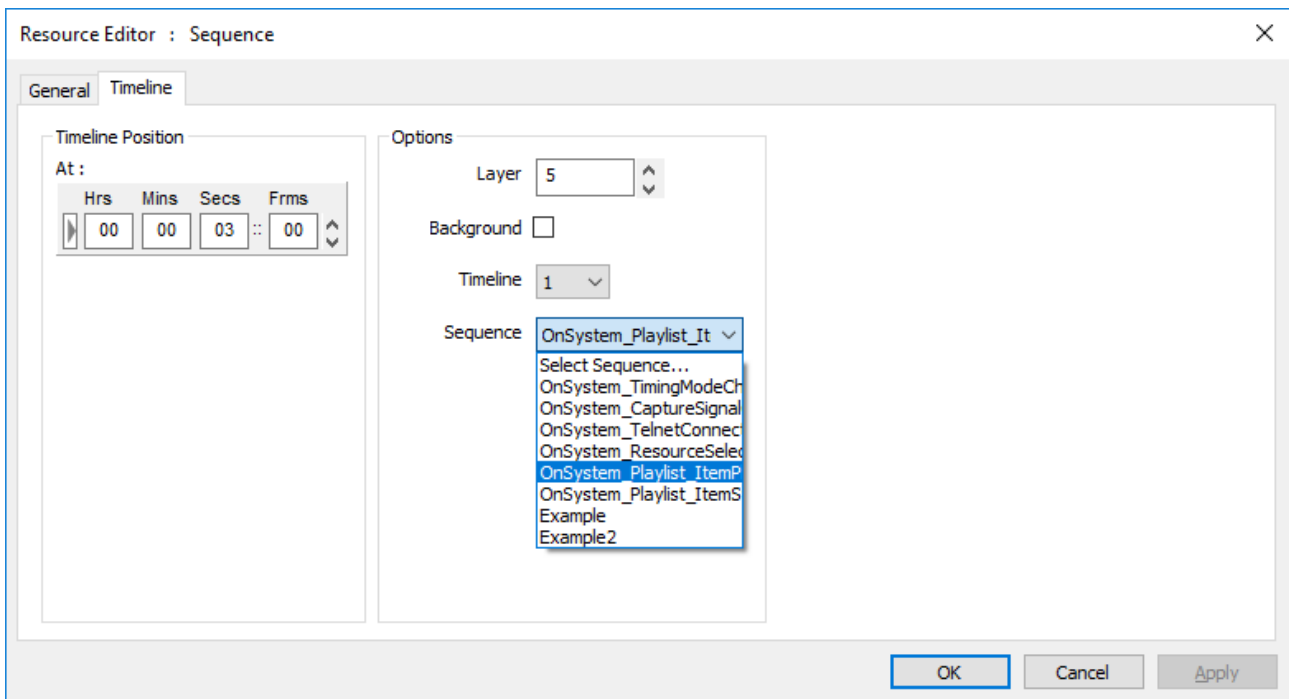 Resource Editor : Sequence
General
Timeline
Timeline Position
At :
Hrs Mins Secs Frms
00 00 03 :: 00
Options
Layer 5
Background
Timeline 1
Sequence OnSystem_Playlist_It
Select Sequence...
OnSystem_TimingModeCh
OnSystem_CaptureSignal
OnSystem_TelnetConnect
OnSystem_ResourceSelec
OnSystem_Playlist_ItemP
OnSystem_Playlist_ItemS
Example
Example2
OK Cancel Apply